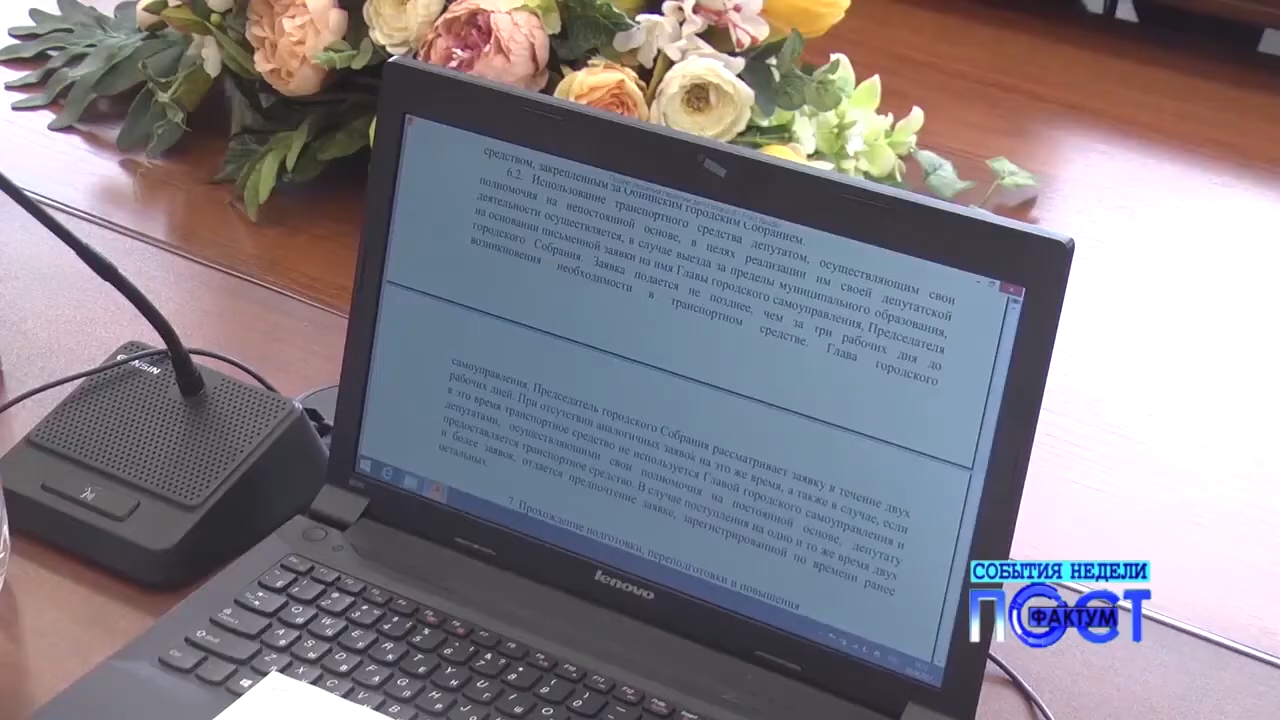 средством, закрепленным за Обнинским городским Собранием.
6.2. Использование транспортного средства депутатом, осуществляющим свои
полномочия на непостоянной основе, в целях реализации им своей депутатской
деятельности осуществляется, в случае выезда за пределы муниципального образования,
на основании письменной заявки на имя Главы городского самоуправления, Председателя
городского Собрания. Заявка подается не позднее, чем за три рабочих дня до
возникновения необходимости в транспортном средстве. Глава городского
самоуправления, Председатель городского Собрания рассматривает заявку в течение двух
рабочих дней. При отсутствии аналогичных заявок на это же время, а также в случае, если
в это время транспортное средство не используется Главой городского самоуправления и
депутатами, осуществляющими свои полномочия на постоянной основе, депутату
предоставляется транспортное средство. В случае поступления на одно и то же время двух
и более заявок, отдается предпочтение заявке, зарегистрированной по времени ранее
остальных.
7. Прохождение подготовки, переподготовки и повышения
lenovo
СОБЫТИЯ НЕДЕЛИ
ПОСТ
ФАКТУМ